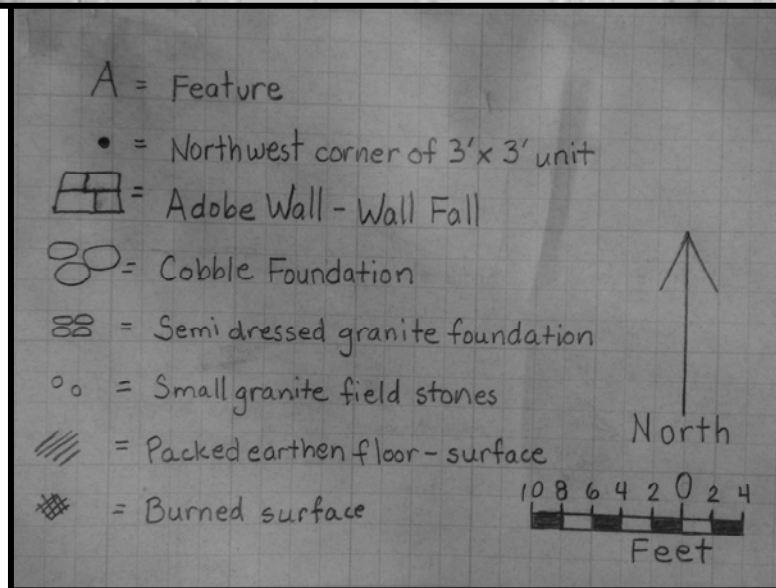 A = Feature
• = Northwest corner of 3'x 3' unit
= Adobe Wall - Wall Fall
= Cobble Foundation
= Semi dressed granite foundation
= Small granite field stones
= Packed earthen floor - surface
= Burned surface
North
10 8 6 4 2 0 2 4
Feet